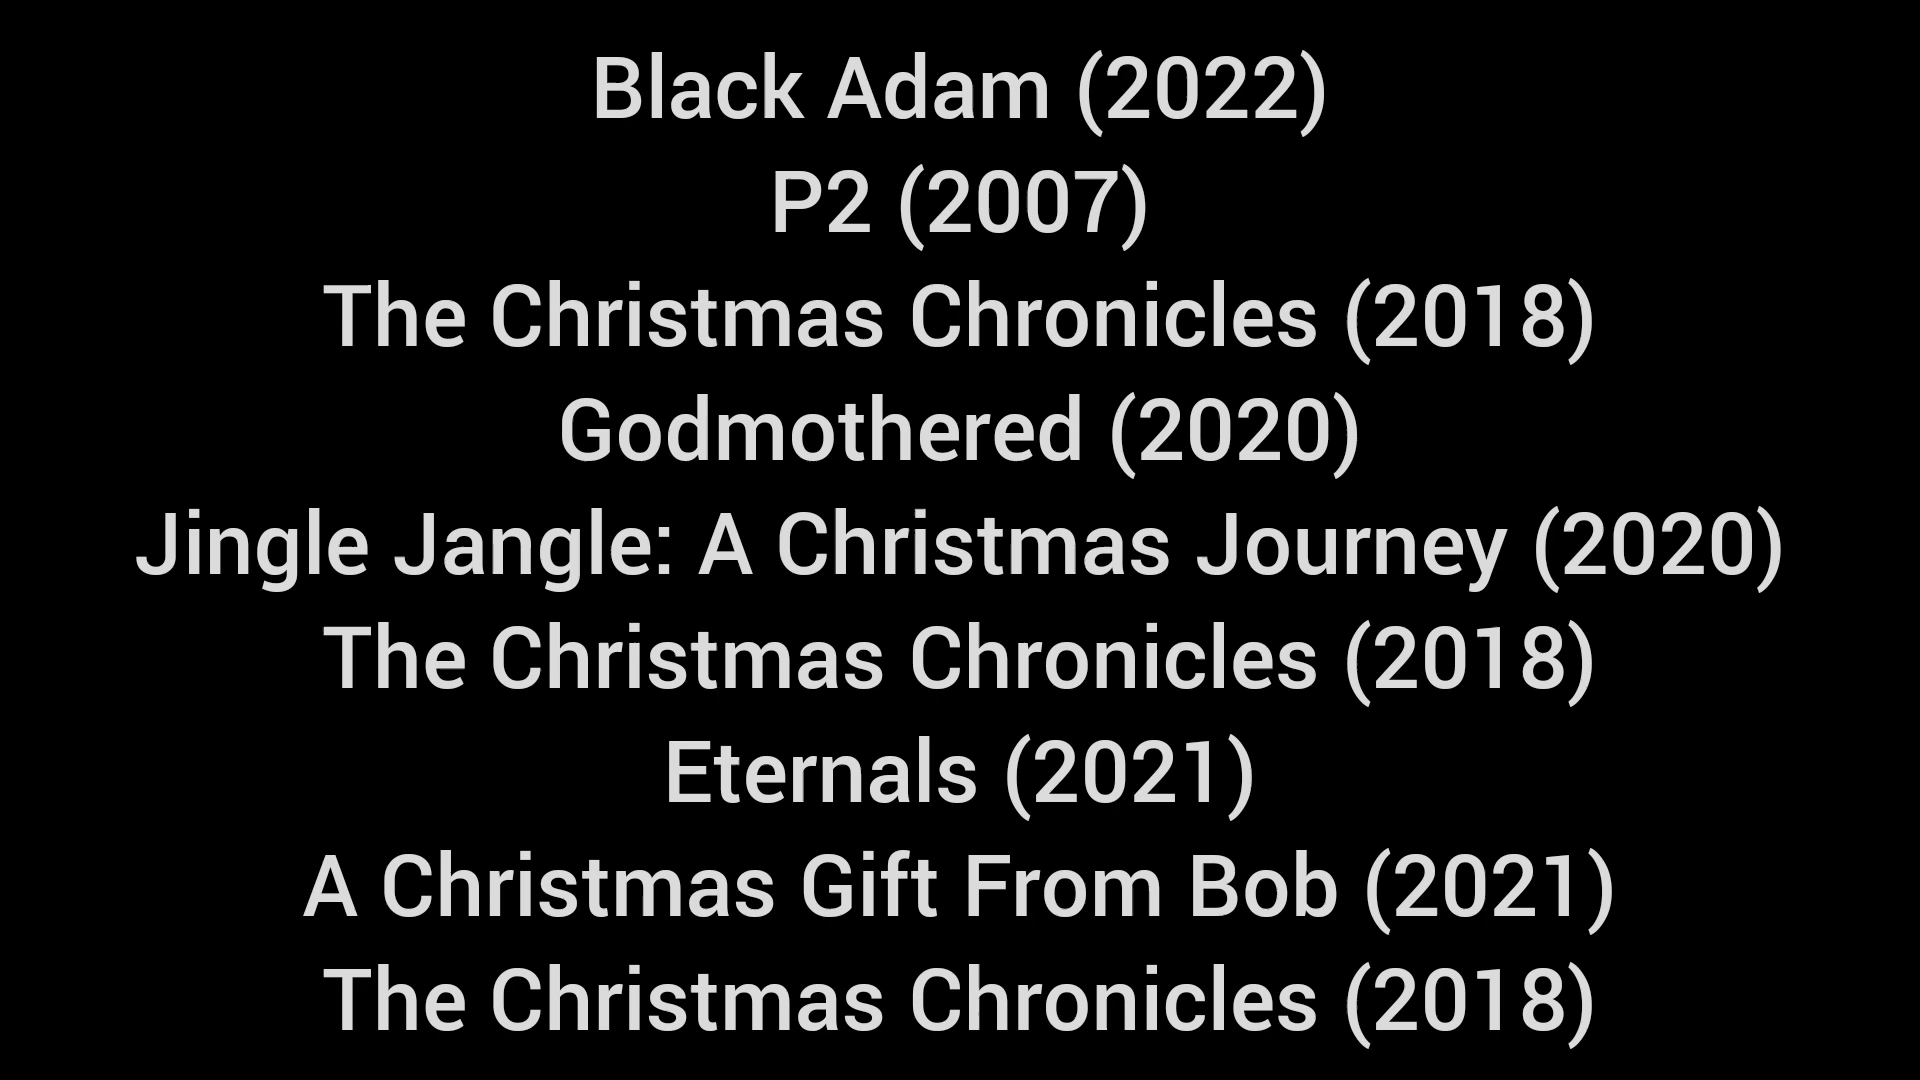 Black Adam (2022)
P2 (2007)
The Christmas Chronicles (2018)
Godmothered (2020)
Jingle Jangle: A Christmas Journey (2020)
The Christmas Chronicles (2018)
Eternals (2021)
A Christmas Gift From Bob (2021)
The Christmas Chronicles (2018)